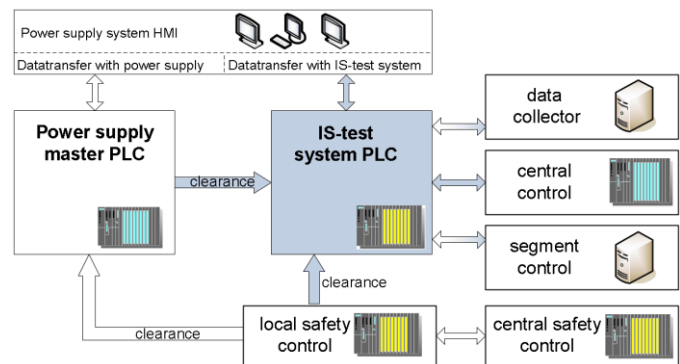 Power supply system HMI
Datatransfer with power supply
Datatransfer with IS-test system
Power supply
master PLC
IS-test
system PLC
data
collector
clearance
central
control
segment
control
clearance
clearance
local safety
control
central safety
control